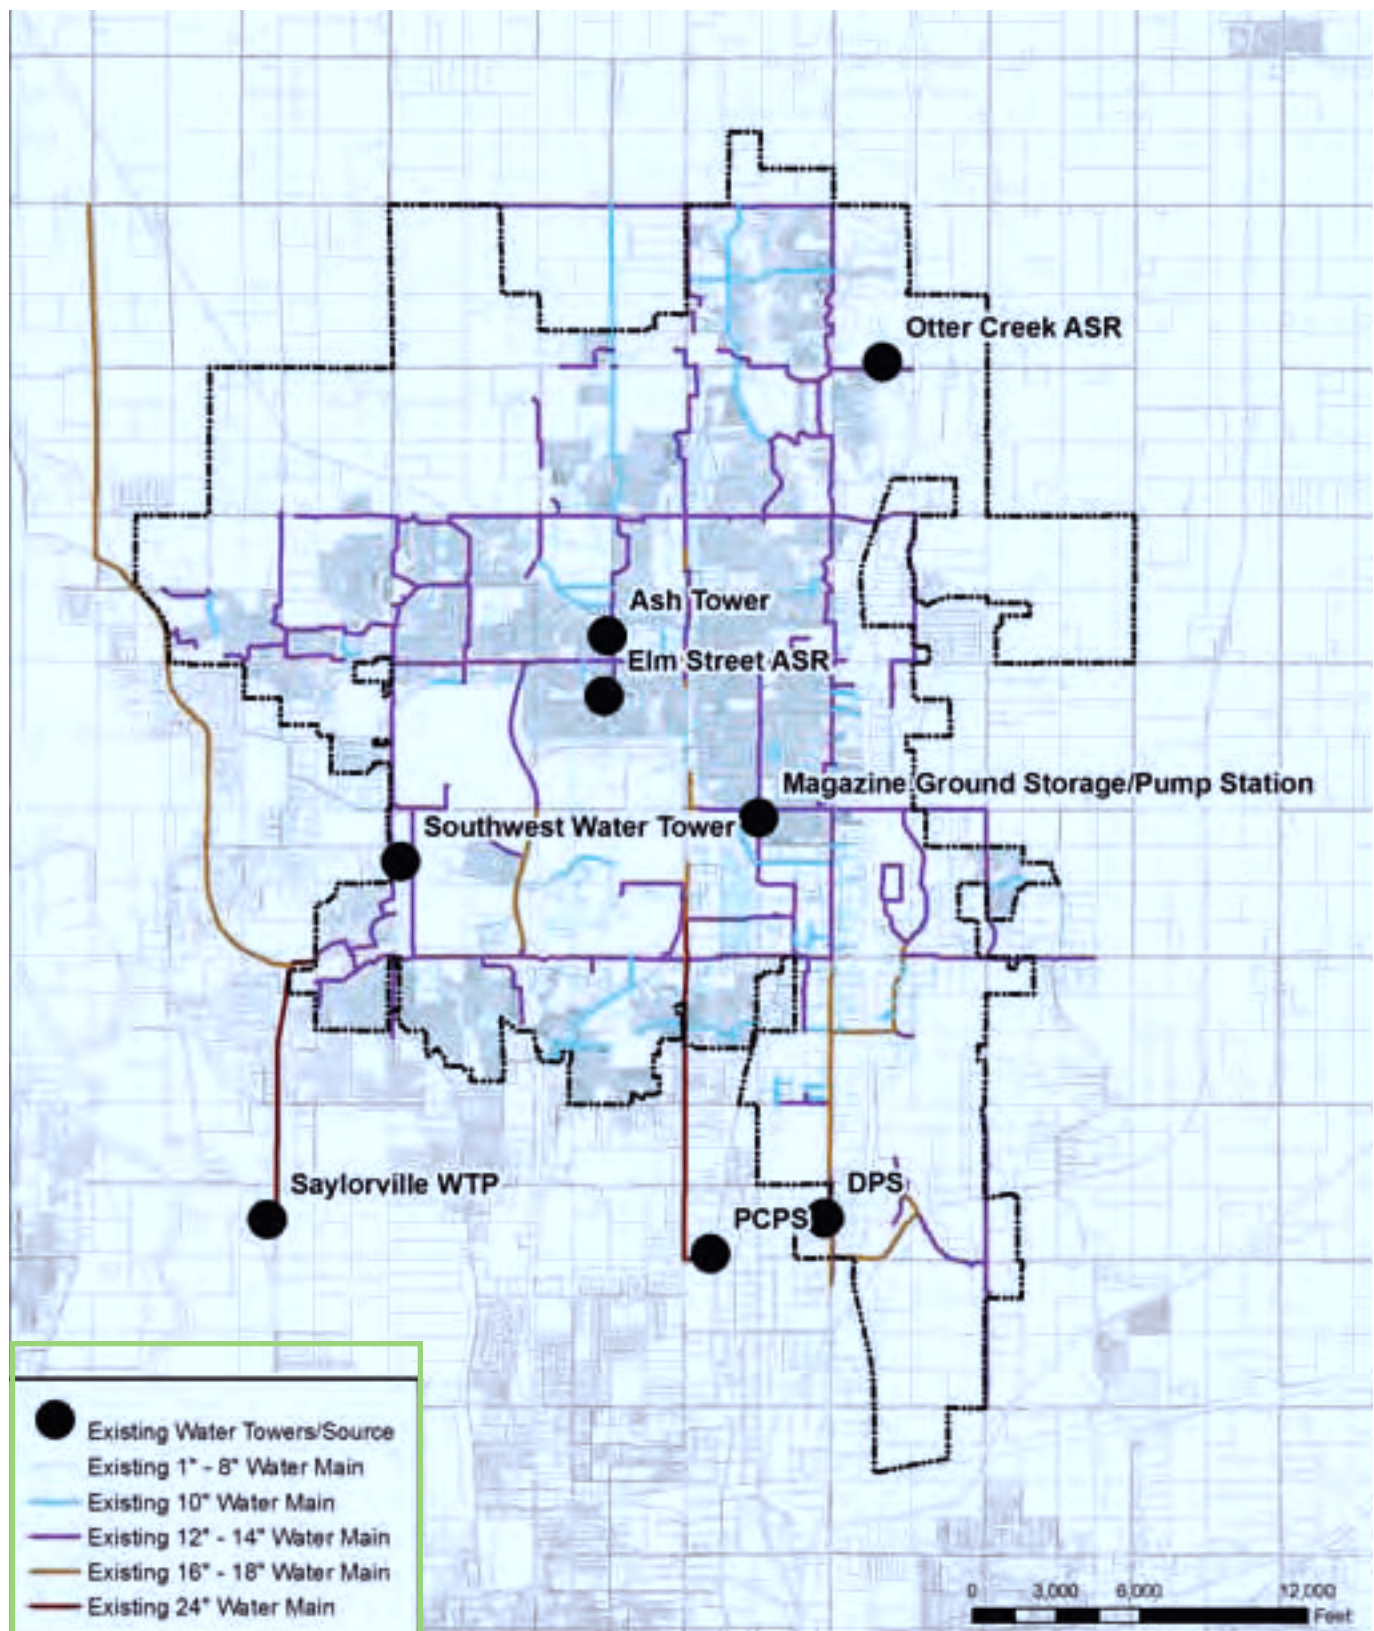 Otter Creek ASR
Ash Tower
Elm Street ASR
Magazine Ground Storage/Pump Station
Southwest Water Tower
Saylorville WTP
DPS
PCPS
Existing Water Towers/Source
Existing 1" - 8" Water Main
Existing 10" Water Main
Existing 12" - 14" Water Main
Existing 16" - 18" Water Main
Existing 24" Water Main
0 3,000 6,000 12,000
Feet